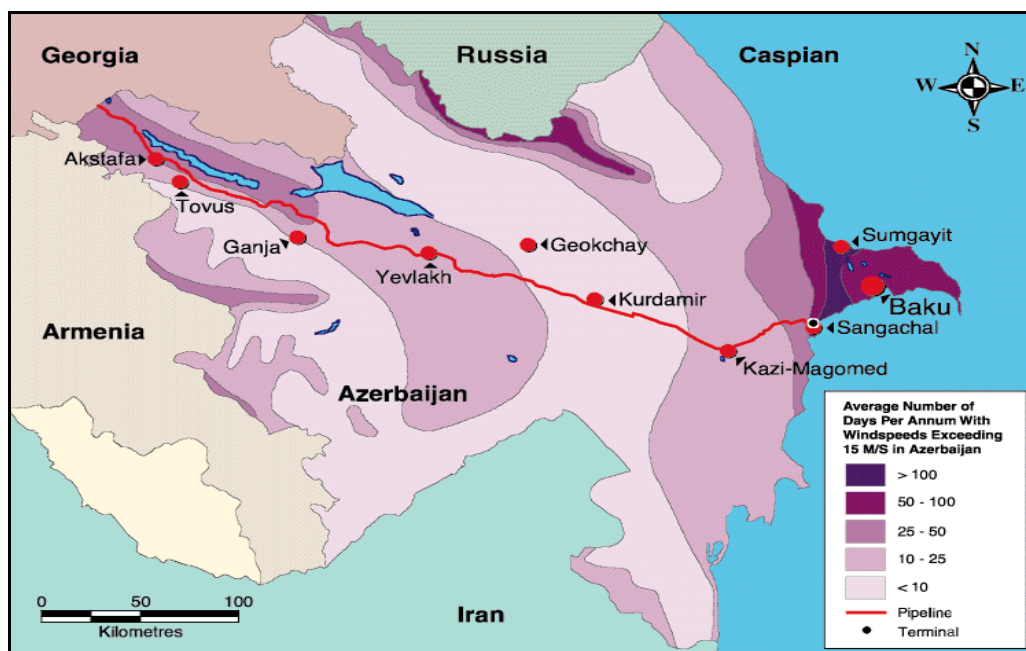 Georgia
Russia
Caspian
N
W
E
S
Akstafa
Tovus
Ganja
Yevlakh
Geokchay
Kurdamir
Sumgayit
Baku
Sangachal
Kazi-Magomed
Armenia
Azerbaijan
Iran
0 50 100
Kilometres
Average Number of
Days Per Annum With
Windspeeds Exceeding
15 M/S in Azerbaijan
> 100
50 - 100
25 - 50
10 - 25
< 10
Pipeline
Terminal